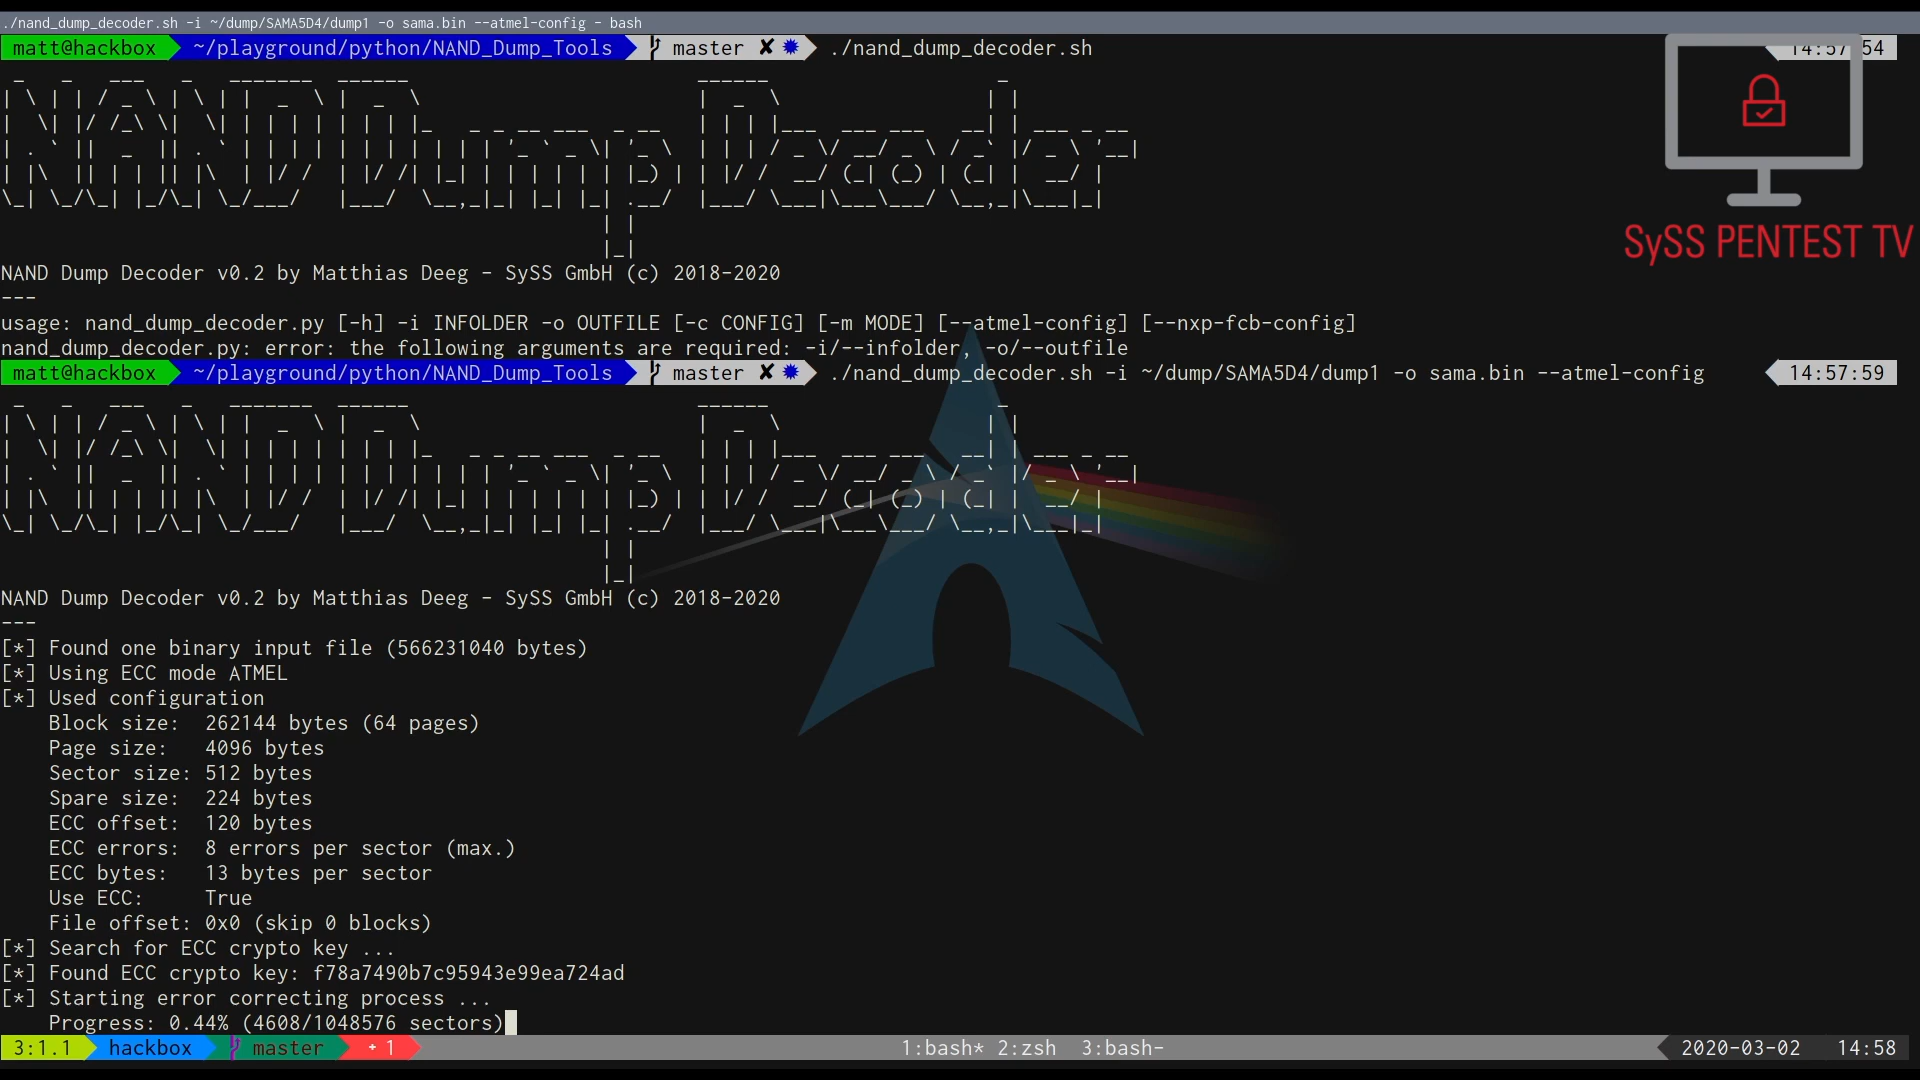 ./nand_dump_decoder.sh -i ~/dump/SAMA5D4/dump1 -o sama.bin --atmel-config - bash
matt@hackbox ~/playground/python/NAND_Dump_Tools master ✘ ✹ ./nand_dump_decoder.sh 14:57:54
NAND Dump Decoder
SySS PENTEST TV
NAND Dump Decoder v0.2 by Matthias Deeg - SySS GmbH (c) 2018-2020
---
usage: nand_dump_decoder.py [-h] -i INFOLDER -o OUTFILE [-c CONFIG] [-m MODE] [--atmel-config] [--nxp-fcb-config]
nand_dump_decoder.py: error: the following arguments are required: -i/--infolder, -o/--outfile
matt@hackbox ~/playground/python/NAND_Dump_Tools master ✘ ✹ ./nand_dump_decoder.sh -i ~/dump/SAMA5D4/dump1 -o sama.bin --atmel-config 14:57:59
NAND Dump Decoder
NAND Dump Decoder v0.2 by Matthias Deeg - SySS GmbH (c) 2018-2020
---
[*] Found one binary input file (566231040 bytes)
[*] Using ECC mode ATMEL
[*] Used configuration
Block size: 262144 bytes (64 pages)
Page size: 4096 bytes
Sector size: 512 bytes
Spare size: 224 bytes
ECC offset: 120 bytes
ECC errors: 8 errors per sector (max.)
ECC bytes: 13 bytes per sector
Use ECC: True
File offset: 0x0 (skip 0 blocks)
[*] Search for ECC crypto key ...
[*] Found ECC crypto key: f78a7490b7c95943e99ea724ad
[*] Starting error correcting process ...
Progress: 0.44% (4608/1048576 sectors)
3:1.1 hackbox master + 1 1:bash* 2:zsh 3:bash- 2020-03-02 14:58